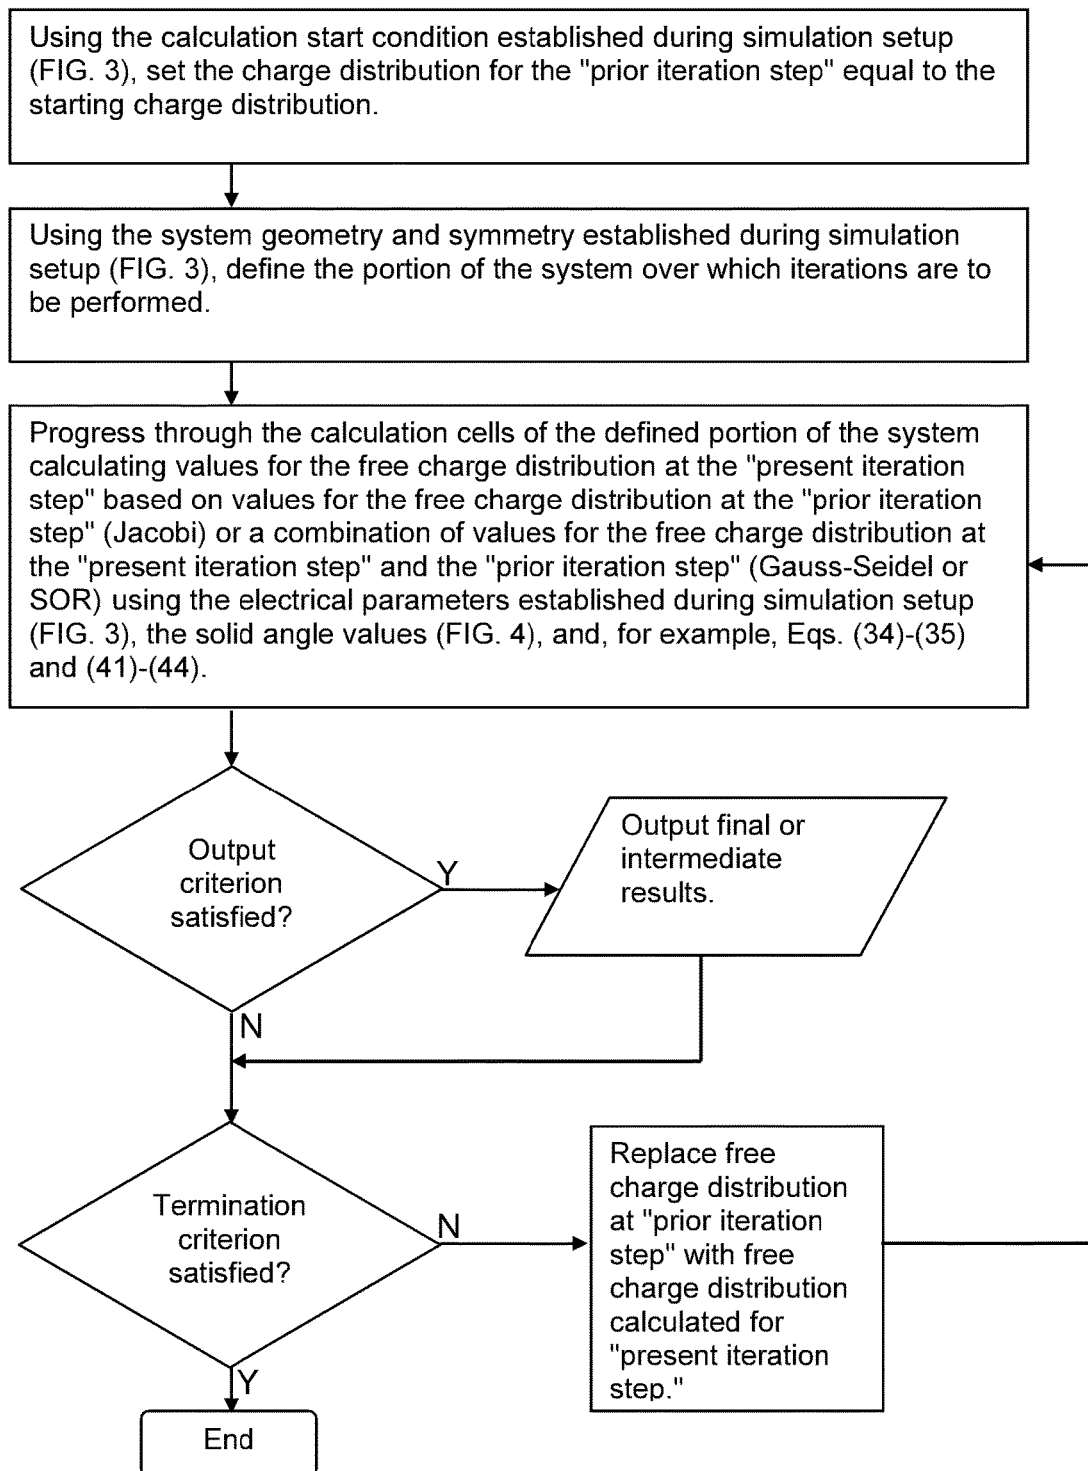 Using the calculation start condition established during simulation setup
(FIG. 3), set the charge distribution for the "prior iteration step" equal to the
starting charge distribution.
Using the system geometry and symmetry established during simulation
setup (FIG. 3), define the portion of the system over which iterations are to
be performed.
Progress through the calculation cells of the defined portion of the system
calculating values for the free charge distribution at the "present iteration
step" based on values for the free charge distribution at the "prior iteration
step" (Jacobi) or a combination of values for the free charge distribution at
the "present iteration step" and the "prior iteration step" (Gauss-Seidel or
SOR) using the electrical parameters established during simulation setup
(FIG. 3), the solid angle values (FIG. 4), and, for example, Eqs. (34)-(35)
and (41)-(44).
Output
criterion
satisfied?
Y
Output final or
intermediate
results.
N
Termination
criterion
satisfied?
N
Replace free
charge distribution
at "prior iteration
step" with free
charge distribution
calculated for
"present iteration
step."
Y
End